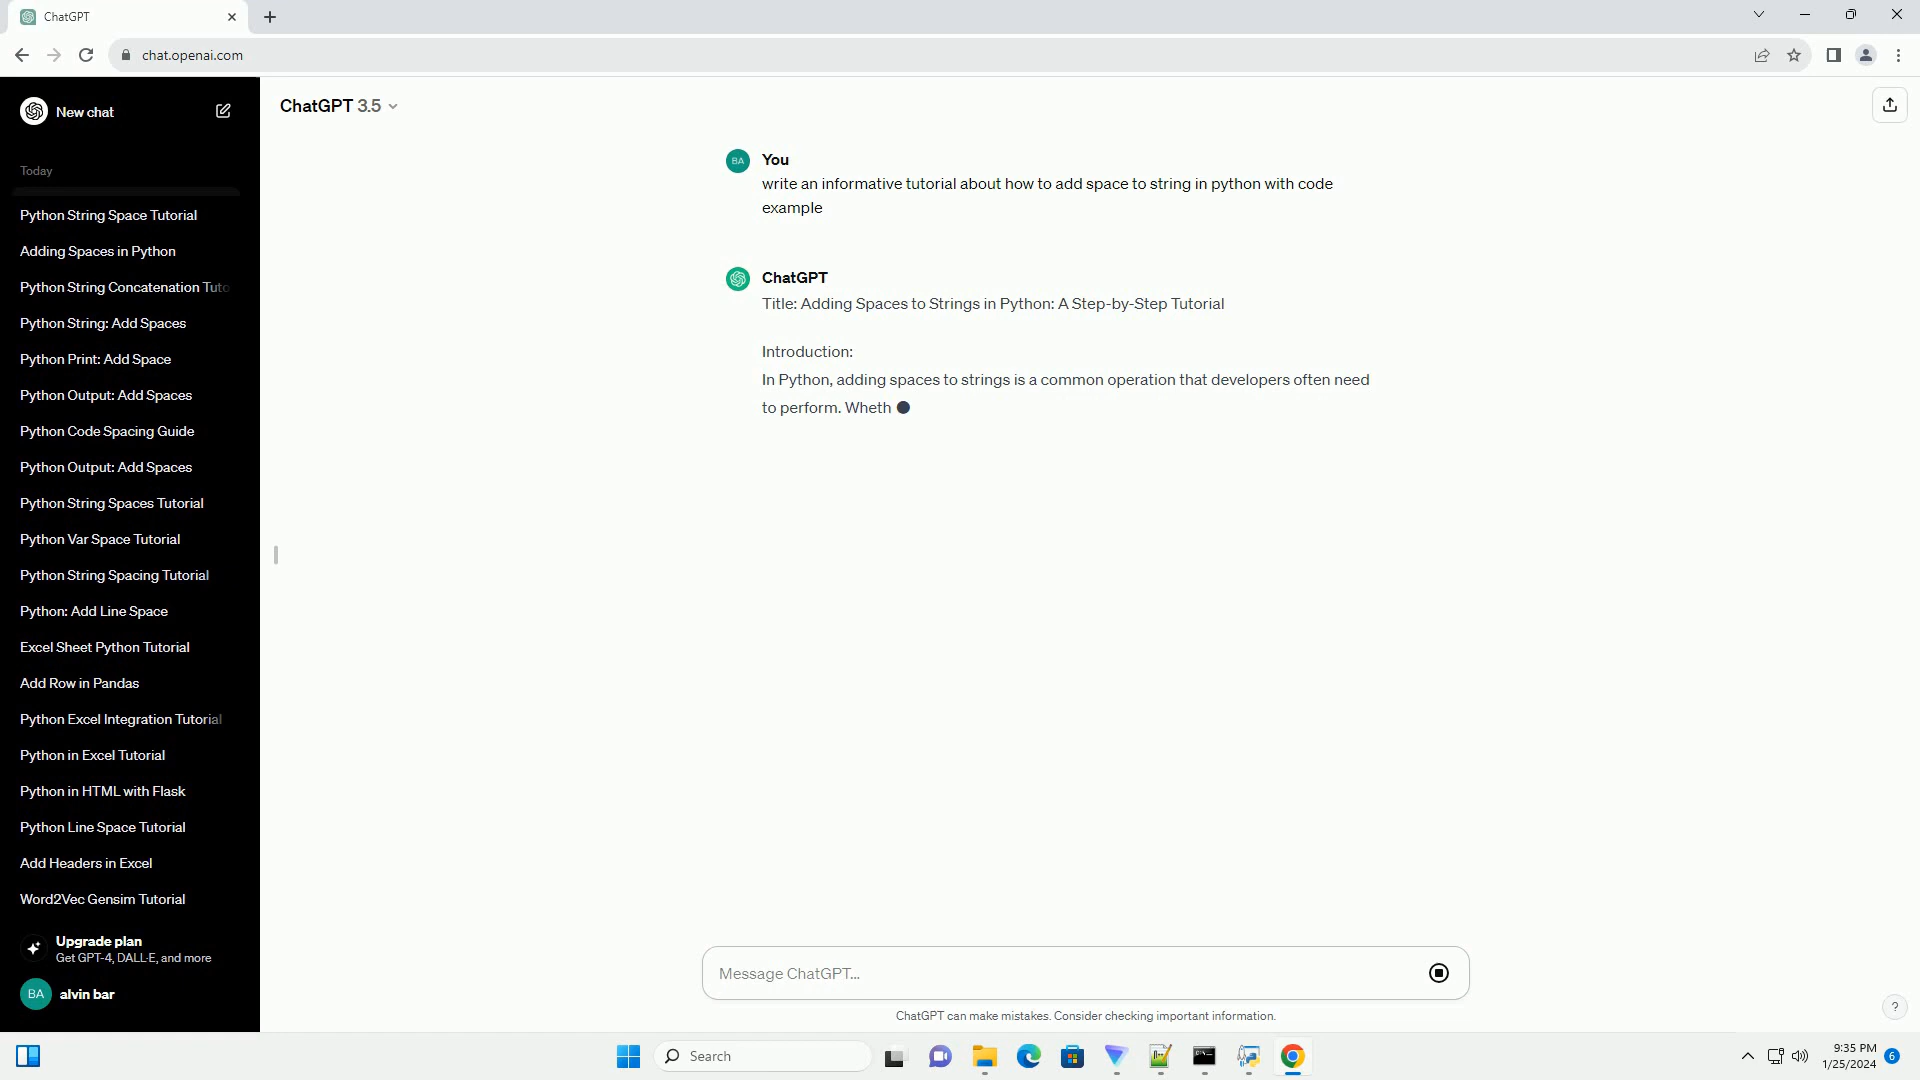 ChatGPT
chat.openai.com
New chat
Today
Python String Space Tutorial
Adding Spaces in Python
Python String Concatenation Tuto
Python String: Add Spaces
Python Print: Add Space
Python Output: Add Spaces
Python Code Spacing Guide
Python Output: Add Spaces
Python String Spaces Tutorial
Python Var Space Tutorial
Python String Spacing Tutorial
Python: Add Line Space
Excel Sheet Python Tutorial
Add Row in Pandas
Python Excel Integration Tutorial
Python in Excel Tutorial
Python in HTML with Flask
Python Line Space Tutorial
Add Headers in Excel
Word2Vec Gensim Tutorial
Upgrade plan
Get GPT-4, DALL·E, and more
BA alvin bar
ChatGPT 3.5
BA You
write an informative tutorial about how to add space to string in python with code
example
ChatGPT
Title: Adding Spaces to Strings in Python: A Step-by-Step Tutorial
Introduction:
In Python, adding spaces to strings is a common operation that developers often need
to perform. Wheth
Message ChatGPT...
ChatGPT can make mistakes. Consider checking important information.
?
Search
9:35 PM
1/25/2024
6